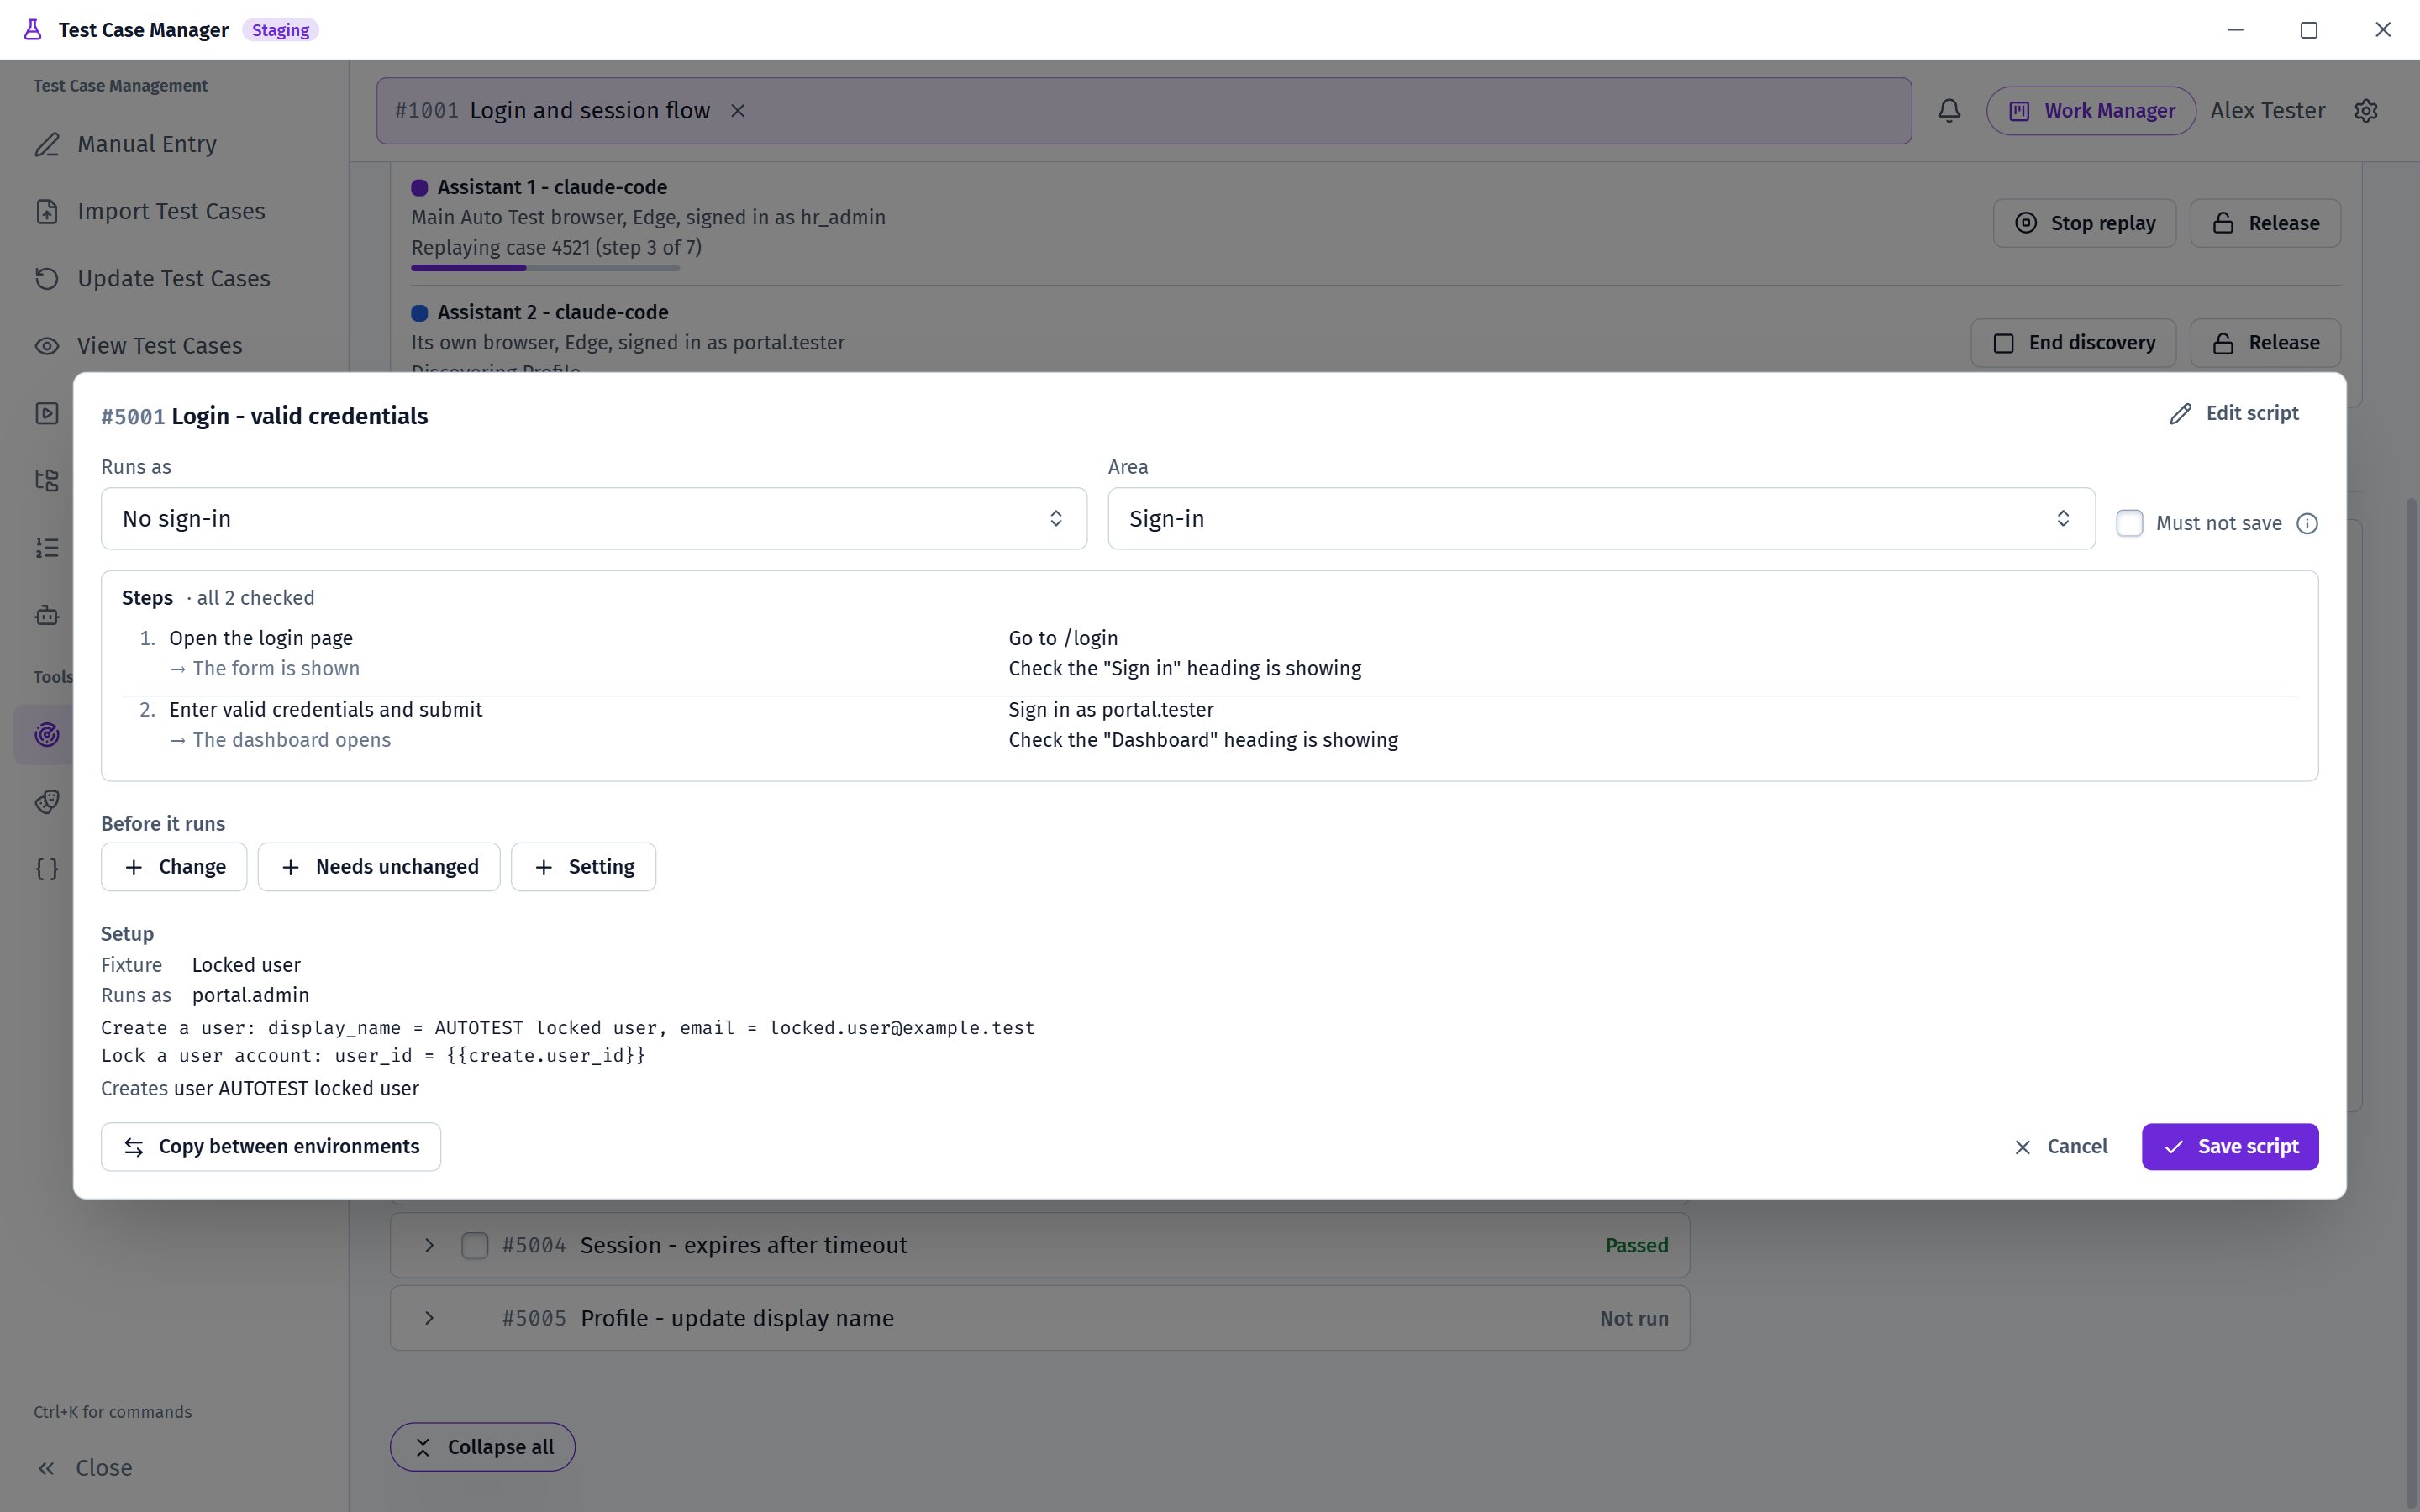 Test Case Manager Staging
Test Case Management
Manual Entry
Import Test Cases
Update Test Cases
View Test Cases
Tools
Ctrl+K for commands
Close
#1001 Login and session flow
Work Manager
Alex Tester
Assistant 1 - claude-code
Main Auto Test browser, Edge, signed in as hr_admin
Replaying case 4521 (step 3 of 7)
Stop replay
Release
Assistant 2 - claude-code
Its own browser, Edge, signed in as portal.tester
Discovering Profile
End discovery
Release
#5001 Login - valid credentials
Edit script
Runs as
No sign-in
Area
Sign-in
Must not save
Steps · all 2 checked
1. Open the login page
→ The form is shown
Go to /login
Check the "Sign in" heading is showing
2. Enter valid credentials and submit
→ The dashboard opens
Sign in as portal.tester
Check the "Dashboard" heading is showing
Before it runs
Change
Needs unchanged
Setting
Setup
Fixture Locked user
Runs as portal.admin
Create a user: display_name = AUTOTEST locked user, email = locked.user@example.test
Lock a user account: user_id = {{create.user_id}}
Creates user AUTOTEST locked user
Copy between environments
Cancel
Save script
#5004 Session - expires after timeout
Passed
#5005 Profile - update display name
Not run
Collapse all